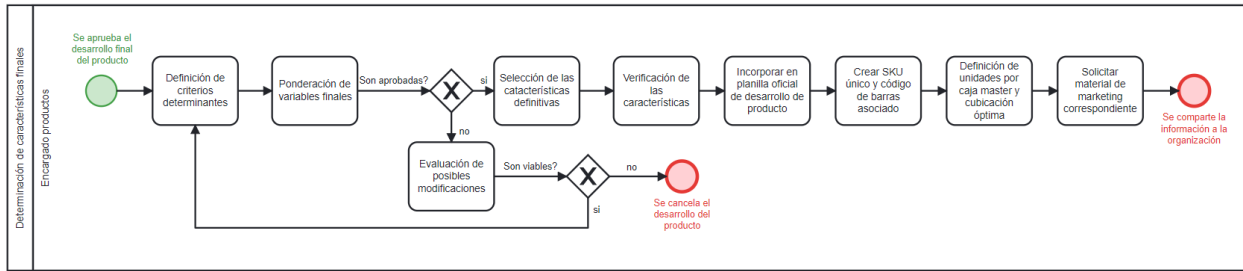 Determinación de características finales
Encargado productos
Se aprueba el
desarrollo final
del producto
Definición de
criterios
determinantes
Ponderación de
variables finales
Son aprobadas?
si
Selección de las
catacterísticas
definitivas
Verificación de
las
características
Incorporar en
planilla oficial
de desarrollo de
producto
Crear SKU
único y código
de barras
asociado
Definición de
unidades por
caja master y
cubicación
óptima
Solicitar
material de
marketing
correspondiente
Se comparte la
información a la
organización
no
Evaluación de
posibles
modificaciones
Son viables?
no
si
Se cancela el
desarrollo del
producto